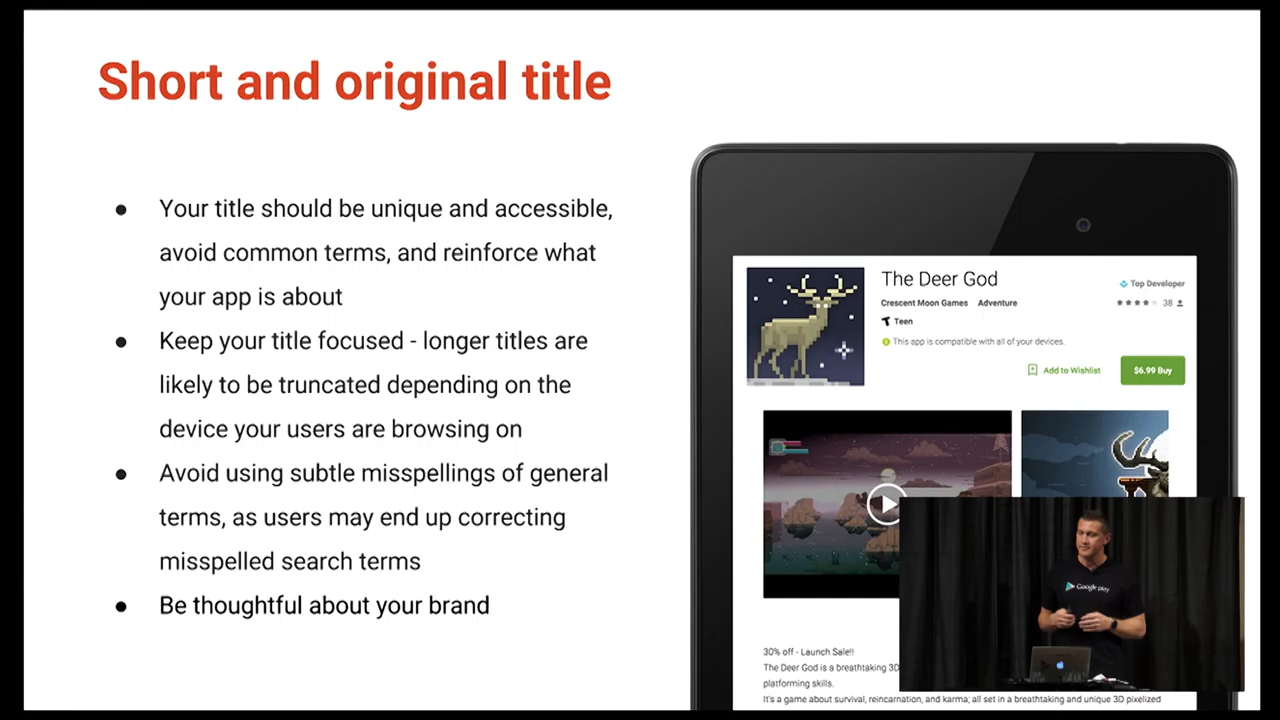 Short and original title
● Your title should be unique and accessible,
avoid common terms, and reinforce what
your app is about
● Keep your title focused - longer titles are
likely to be truncated depending on the
device your users are browsing on
● Avoid using subtle misspellings of general
terms, as users may end up correcting
misspelled search terms
● Be thoughtful about your brand
The Deer God
Top Developer
Crescent Moon Games Adventure
38
Teen
This app is compatible with all of your devices.
Add to Wishlist
$6.99 Buy
Google play
30% off - Launch Sale!!
The Deer God is a breathtaking 3D
platforming skills.
It's a game about survival, reincarnation, and karma; all set in a breathtaking and unique 3D pixelized